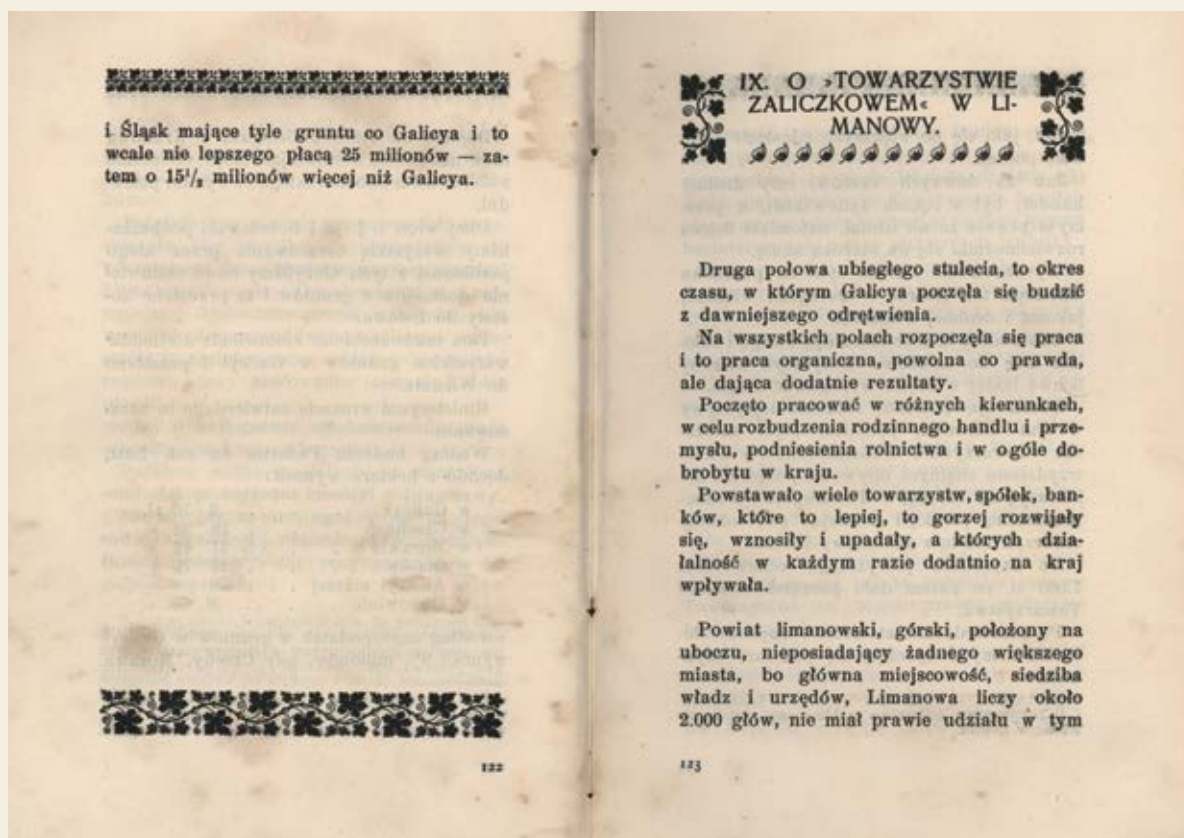 i Śląsk mające tyle gruntu co Galicya i to
wcale nie lepszego płacą 25 milionów — za-
tem o 15¹/₂ milionów więcej niż Galicya.
122
IX. O ›TOWARZYSTWIE
ZALICZKOWEM‹ W LI-
MANOWY.
Druga połowa ubiegłego stulecia, to okres
czasu, w którym Galicya poczęła się budzić
z dawniejszego odrętwienia.
Na wszystkich polach rozpoczęła się praca
i to praca organiczna, powolna co prawda,
ale dająca dodatnie rezultaty.
Poczęto pracować w różnych kierunkach,
w celu rozbudzenia rodzinnego handlu i prze-
mysłu, podniesienia rolnictwa i w ogóle do-
brobytu w kraju.
Powstawało wiele towarzystw, spółek, ban-
ków, które to lepiej, to gorzej rozwijały
się, wznosiły i upadały, a których dzia-
łalność w każdym razie dodatnio na kraj
wpływała.
Powiat limanowski, górski, położony na
uboczu, nieposiadający żadnego większego
miasta, bo główna miejscowość, siedziba
władz i urzędów, Limanowa liczy około
2.000 głów, nie miał prawie udziału w tym
123